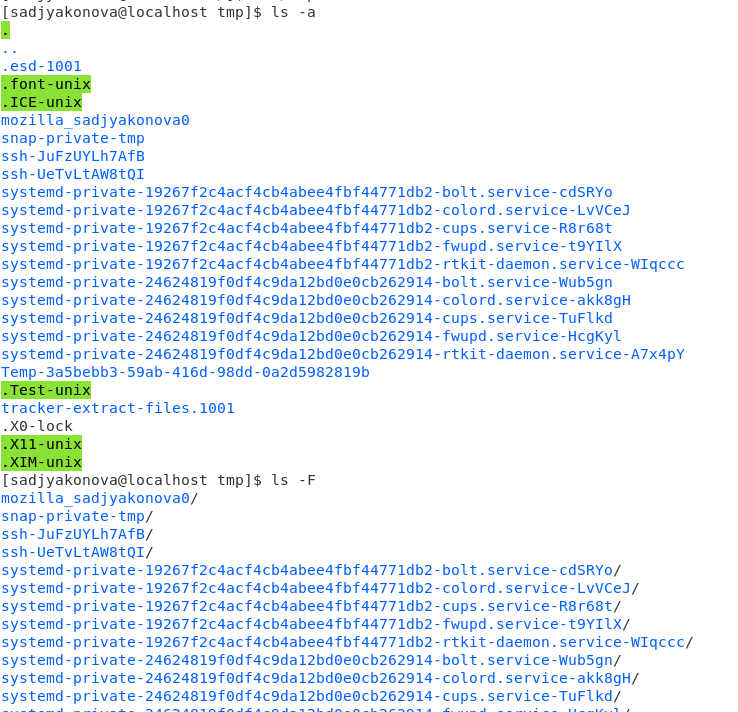 [sadjyakonova@localhost tmp]$ ls -a
.
..
.esd-1001
.font-unix
.ICE-unix
mozilla_sadjyakonova0
snap-private-tmp
ssh-JuFzUYLh7AfB
ssh-UeTvLtAW8tQI
systemd-private-19267f2c4acf4cb4abee4fbf44771db2-bolt.service-cdSRYo
systemd-private-19267f2c4acf4cb4abee4fbf44771db2-colord.service-LvVCeJ
systemd-private-19267f2c4acf4cb4abee4fbf44771db2-cups.service-R8r68t
systemd-private-19267f2c4acf4cb4abee4fbf44771db2-fwupd.service-t9YIlX
systemd-private-19267f2c4acf4cb4abee4fbf44771db2-rtkit-daemon.service-WIqccc
systemd-private-24624819f0df4c9da12bd0e0cb262914-bolt.service-Wub5gn
systemd-private-24624819f0df4c9da12bd0e0cb262914-colord.service-akk8gH
systemd-private-24624819f0df4c9da12bd0e0cb262914-cups.service-TuFlkd
systemd-private-24624819f0df4c9da12bd0e0cb262914-fwupd.service-HcgKyl
systemd-private-24624819f0df4c9da12bd0e0cb262914-rtkit-daemon.service-A7x4pY
Temp-3a5bebb3-59ab-416d-98dd-0a2d5982819b
.Test-unix
tracker-extract-files.1001
.X0-lock
.X11-unix
.XIM-unix
[sadjyakonova@localhost tmp]$ ls -F
mozilla_sadjyakonova0/
snap-private-tmp/
ssh-JuFzUYLh7AfB/
ssh-UeTvLtAW8tQI/
systemd-private-19267f2c4acf4cb4abee4fbf44771db2-bolt.service-cdSRYo/
systemd-private-19267f2c4acf4cb4abee4fbf44771db2-colord.service-LvVCeJ/
systemd-private-19267f2c4acf4cb4abee4fbf44771db2-cups.service-R8r68t/
systemd-private-19267f2c4acf4cb4abee4fbf44771db2-fwupd.service-t9YIlX/
systemd-private-19267f2c4acf4cb4abee4fbf44771db2-rtkit-daemon.service-WIqccc/
systemd-private-24624819f0df4c9da12bd0e0cb262914-bolt.service-Wub5gn/
systemd-private-24624819f0df4c9da12bd0e0cb262914-colord.service-akk8gH/
systemd-private-24624819f0df4c9da12bd0e0cb262914-cups.service-TuFlkd/